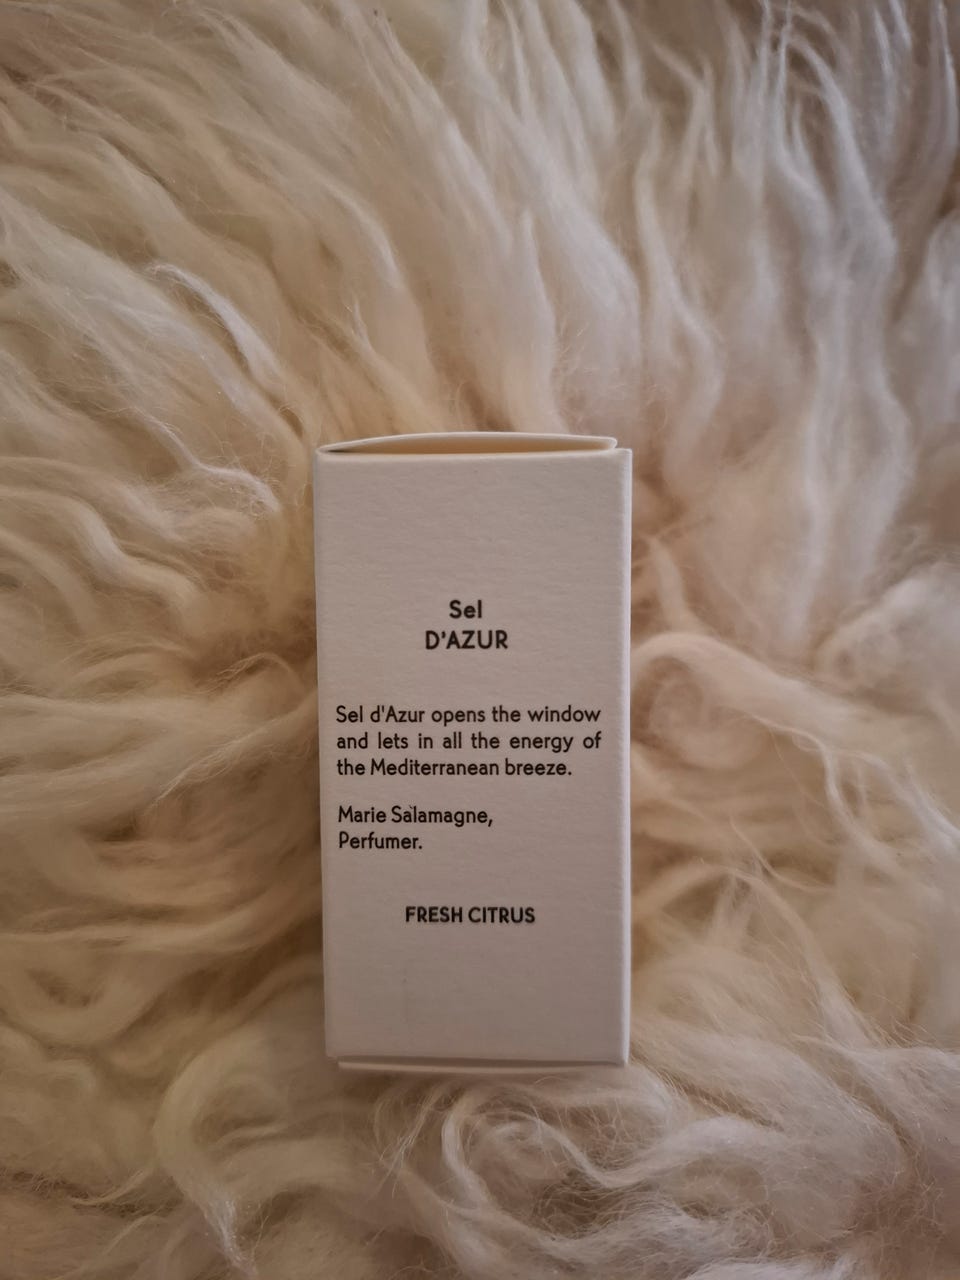 Sel
D'AZUR
Sel d'Azur opens the window
and lets in all the energy of
the Mediterranean breeze.
Marie Salamagne,
Perfumer.
FRESH CITRUS